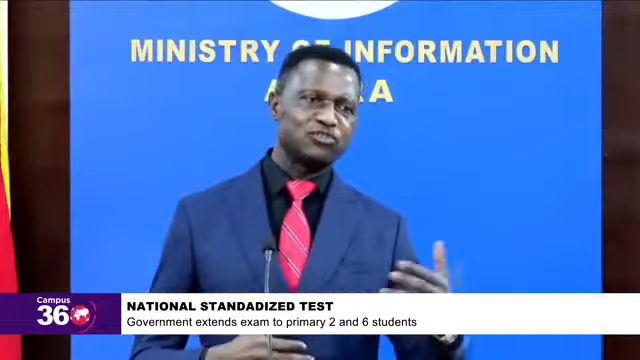 MINISTRY OF INFORMATION
Campus
360
NATIONAL STANDADIZED TEST
Government extends exam to primary 2 and 6 students